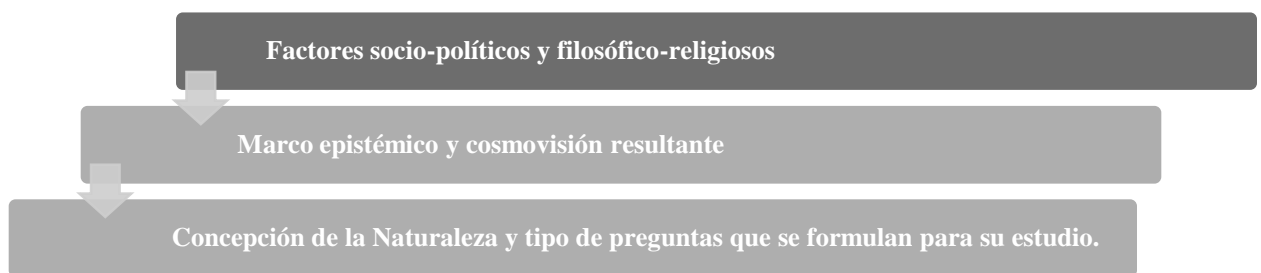 Factores socio-políticos y filosófico-religiosos
Marco epistémico y cosmovisión resultante
Concepción de la Naturaleza y tipo de preguntas que se formulan para su estudio.